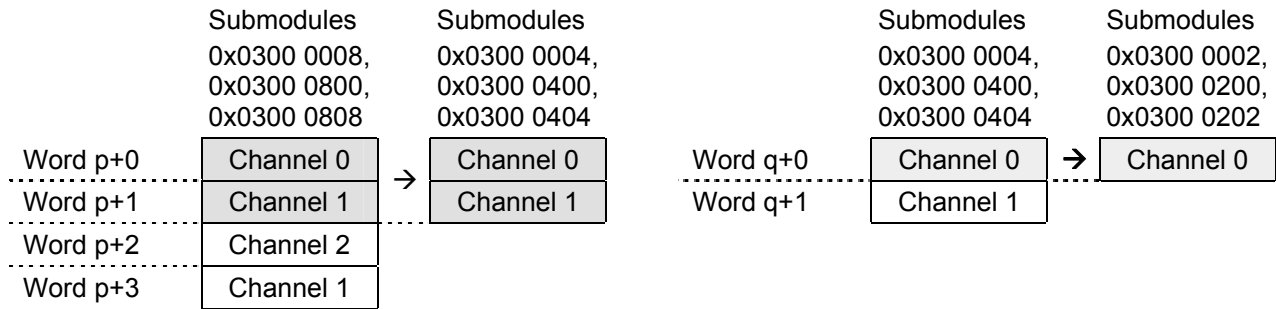 Submodules Submodules Submodules Submodules
0x0300 0008, 0x0300 0004, 0x0300 0004, 0x0300 0002,
0x0300 0800, 0x0300 0400, 0x0300 0400, 0x0300 0200,
0x0300 0808 0x0300 0404 0x0300 0404 0x0300 0202
Word p+0 Channel 0 Channel 0 Word q+0 Channel 0 → Channel 0
→
Word p+1 Channel 1 Channel 1 Word q+1 Channel 1
Word p+2 Channel 2
Word p+3 Channel 1